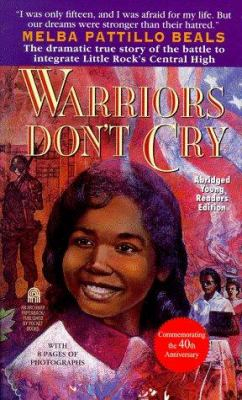 "I was only fifteen, and I was afraid for my life. But
our dreams were stronger than their hatred."
MELBA PATTILLO BEALS
The dramatic true story of the battle to
integrate Little Rock's Central High
WARRIORS
DON'T CRY
Abridged
Young
Readers
Edition
AN ARCHWAY
PAPERBACK
PUBLISHED
BY POCKET
BOOKS
WITH
8 PAGES OF
PHOTOGRAPHS
Commemorating
the 40th
Anniversary